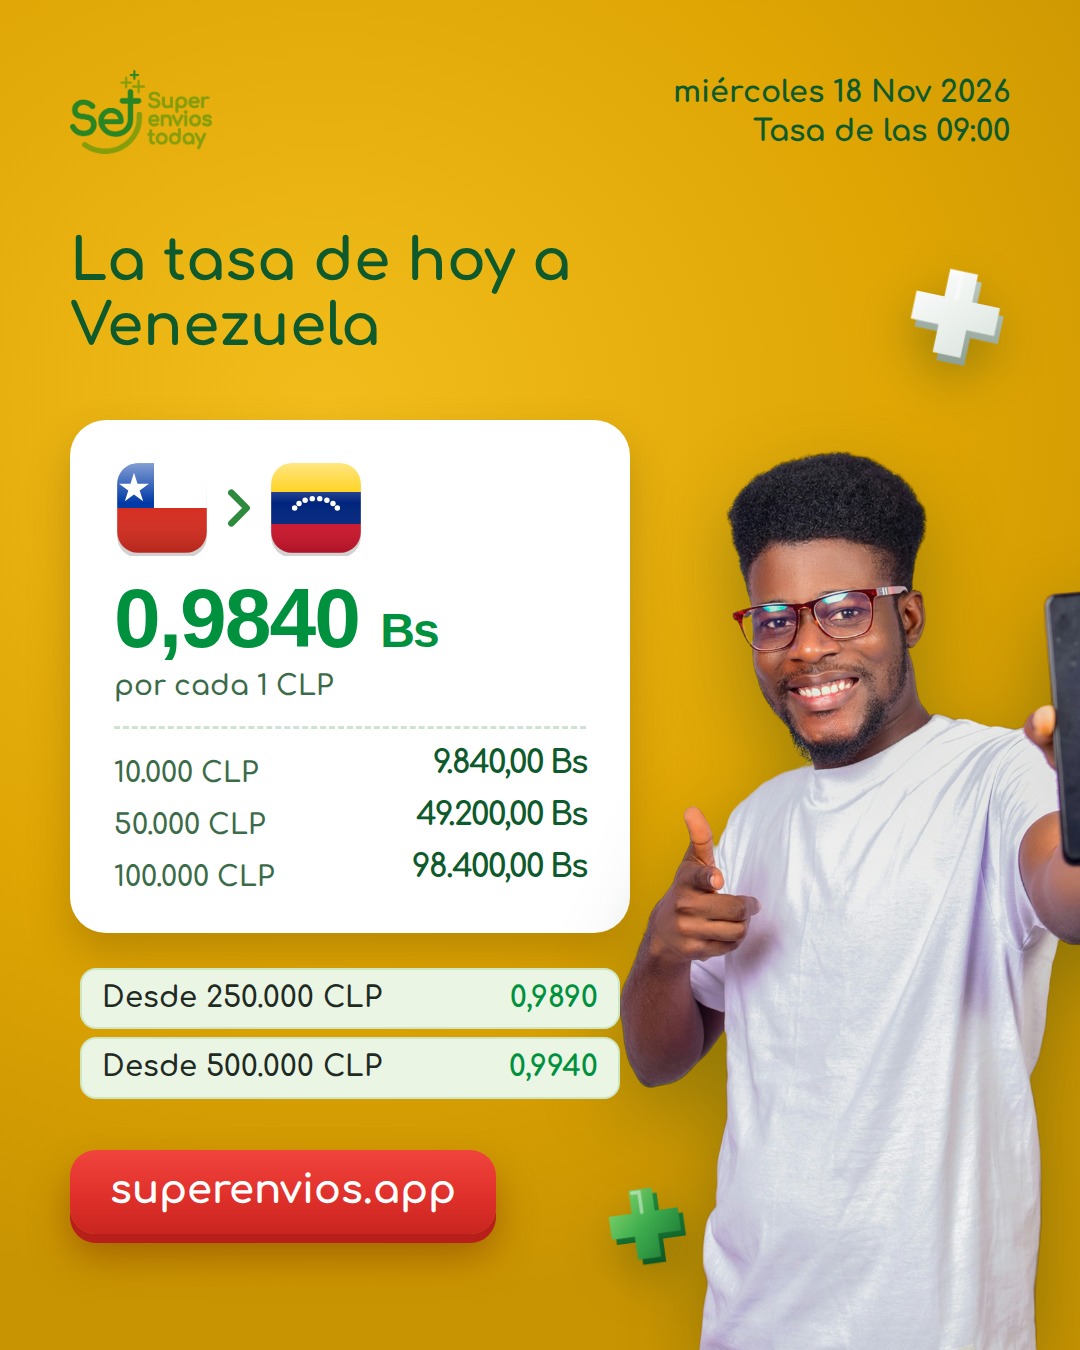 Set Super
envios
today
miércoles 18 Nov 2026
Tasa de las 09:00
La tasa de hoy a
Venezuela
0,9840 Bs
por cada 1 CLP
10.000 CLP 9.840,00 Bs
50.000 CLP 49.200,00 Bs
100.000 CLP 98.400,00 Bs
Desde 250.000 CLP 0,9890
Desde 500.000 CLP 0,9940
superenvios.app